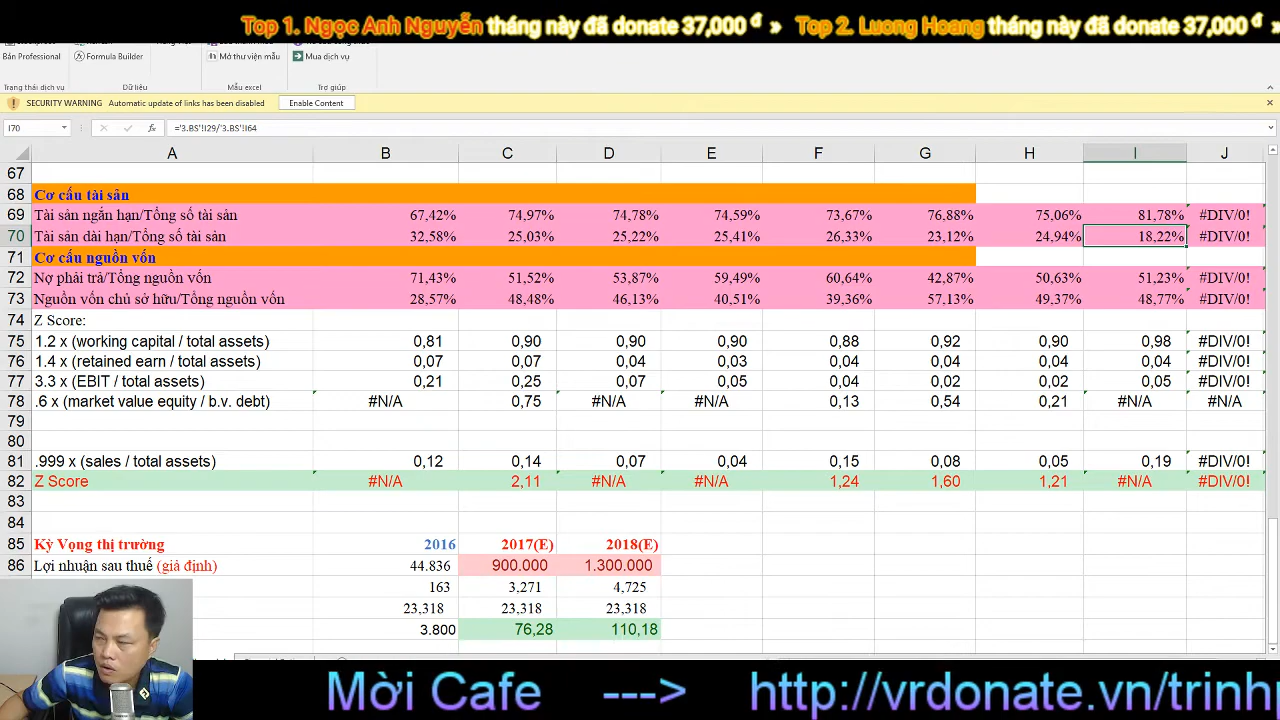 Top 1. Ngọc Anh Nguyễn tháng này đã donate 37,000 đ » Top 2. Luong Hoang tháng này đã donate 37,000 đ »
Bản Professional Formula Builder Mở thư viện mẫu Mua dịch vụ
Trạng thái dịch vụ Dữ liệu Mẫu excel Trợ giúp
SECURITY WARNING Automatic update of links has been disabled Enable Content
I70 fx ='3.BS'!I29/'3.BS'!I64
A B C D E F G H I J
67
68 Cơ cấu tài sản
69 Tài sản ngắn hạn/Tổng số tài sản 67,42% 74,97% 74,78% 74,59% 73,67% 76,88% 75,06% 81,78% #DIV/0!
70 Tài sản dài hạn/Tổng số tài sản 32,58% 25,03% 25,22% 25,41% 26,33% 23,12% 24,94% 18,22% #DIV/0!
71 Cơ cấu nguồn vốn
72 Nợ phải trả/Tổng nguồn vốn 71,43% 51,52% 53,87% 59,49% 60,64% 42,87% 50,63% 51,23% #DIV/0!
73 Nguồn vốn chủ sở hữu/Tổng nguồn vốn 28,57% 48,48% 46,13% 40,51% 39,36% 57,13% 49,37% 48,77% #DIV/0!
74 Z Score:
75 1.2 x (working capital / total assets) 0,81 0,90 0,90 0,90 0,88 0,92 0,90 0,98 #DIV/0!
76 1.4 x (retained earn / total assets) 0,07 0,07 0,04 0,03 0,04 0,04 0,04 0,04 #DIV/0!
77 3.3 x (EBIT / total assets) 0,21 0,25 0,07 0,05 0,04 0,02 0,02 0,05 #DIV/0!
78 .6 x (market value equity / b.v. debt) #N/A 0,75 #N/A #N/A 0,13 0,54 0,21 #N/A #N/A
79
80
81 .999 x (sales / total assets) 0,12 0,14 0,07 0,04 0,15 0,08 0,05 0,19 #DIV/0!
82 Z Score #N/A 2,11 #N/A #N/A 1,24 1,60 1,21 #N/A #DIV/0!
83
84
85 Kỳ Vọng thị trường 2016 2017(E) 2018(E)
86 Lợi nhuận sau thuế (giả định) 44.836 900.000 1.300.000
163 3,271 4,725
23,318 23,318 23,318
3.800 76,28 110,18
Mời Cafe ---> http://vrdonate.vn/trinhp